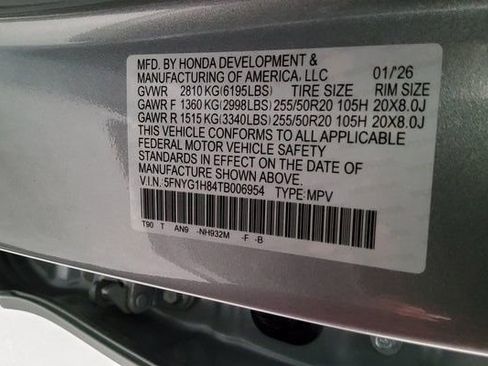 MFD. BY HONDA DEVELOPMENT &
MANUFACTURING OF AMERICA, LLC 01/'26
GVWR 2810 KG(6195LBS) TIRE SIZE RIM SIZE
GAWR F 1360 KG(2998LBS) 255/50R20 105H 20X8.0J
GAWR R 1515 KG(3340LBS) 255/50R20 105H 20X8.0J
THIS VEHICLE CONFORMS TO ALL APPLICABLE
FEDERAL MOTOR VEHICLE SAFETY
STANDARDS IN EFFECT ON THE DATE OF
MANUFACTURE SHOWN ABOVE.
V.I.N. 5FNYG1H84TB006954 TYPE: MPV
T90 T AN9 -NH932M -F -B